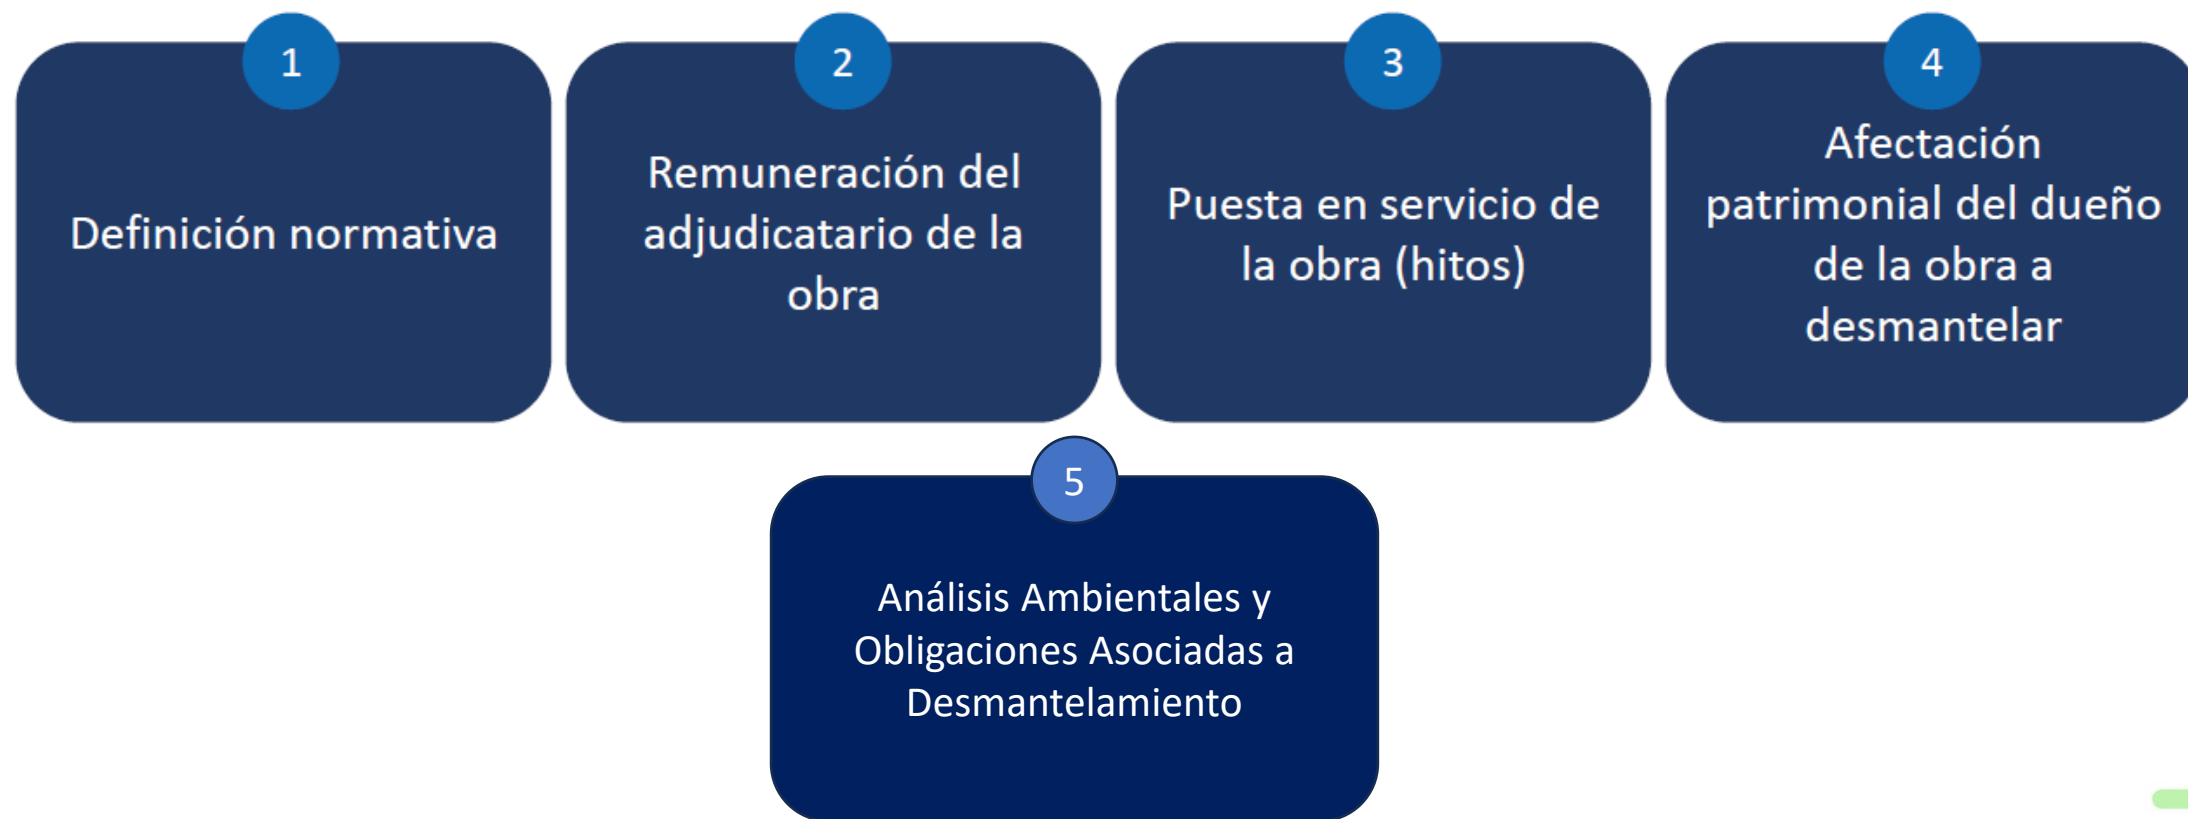 1
Definición normativa
2
Remuneración del
adjudicatario de la
obra
3
Puesta en servicio de
la obra (hitos)
4
Afectación
patrimonial del dueño
de la obra a
desmantelar
5
Análisis Ambientales y
Obligaciones Asociadas a
Desmantelamiento